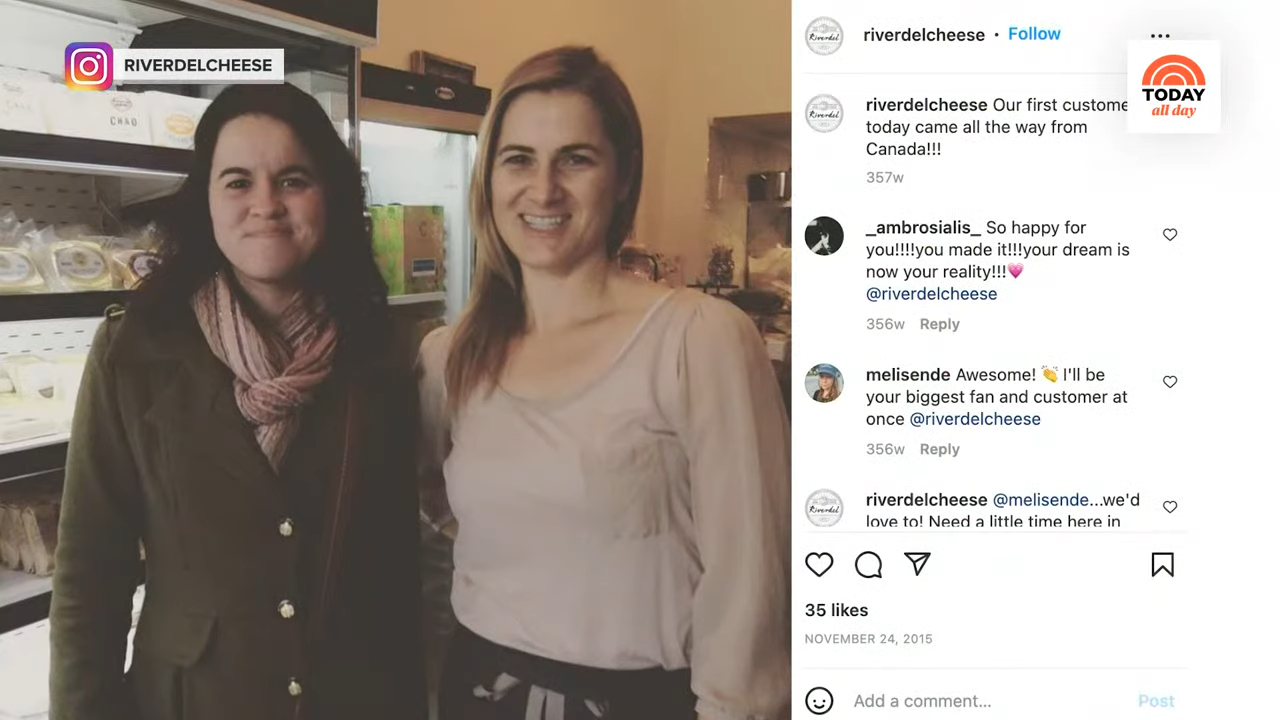 RIVERDELCHEESE
CHAO
riverdelcheese • Follow
TODAY
all day
riverdelcheese Our first custome
today came all the way from
Canada!!!
357w
_ambrosialis_ So happy for
you!!!!you made it!!!your dream is
now your reality!!!💗
@riverdelcheese
356w Reply
melisende Awesome! 👏 I'll be
your biggest fan and customer at
once @riverdelcheese
356w Reply
riverdelcheese @melisende...we'd
love to! Need a little time here in
35 likes
NOVEMBER 24, 2015
Add a comment... Post
Riverdel
Riverdel
Riverdel